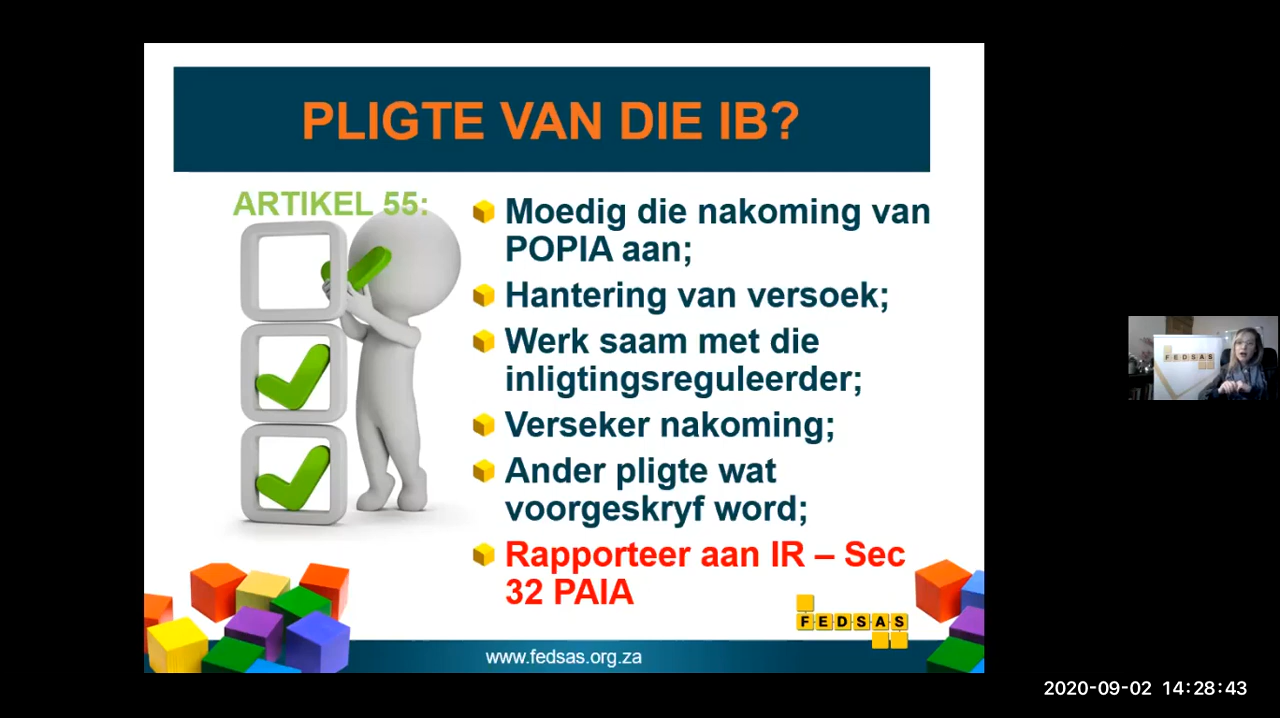 PLIGTE VAN DIE IB?
ARTIKEL 55:
Moedig die nakoming van
POPIA aan;
Hantering van versoek;
Werk saam met die
inligtingsreguleerder;
Verseker nakoming;
Ander pligte wat
voorgeskryf word;
Rapporteer aan IR – Sec
32 PAIA
FEDSAS
www.fedsas.org.za
FEDSAS
2020-09-02 14:28:43